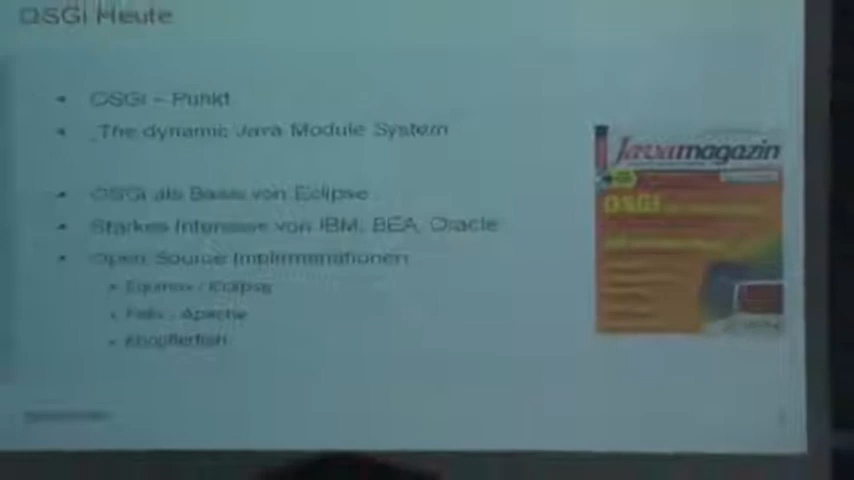 OSGi Heute
OSGi – Punkt
„The dynamic Java Module System
OSGi als Basis von Eclipse
Starkes Interesse von IBM, BEA, Oracle
Open Source Implementationen
Equinox / Eclipse
Felix / Apache
Knopflerfish
Javamagazin
OSGi